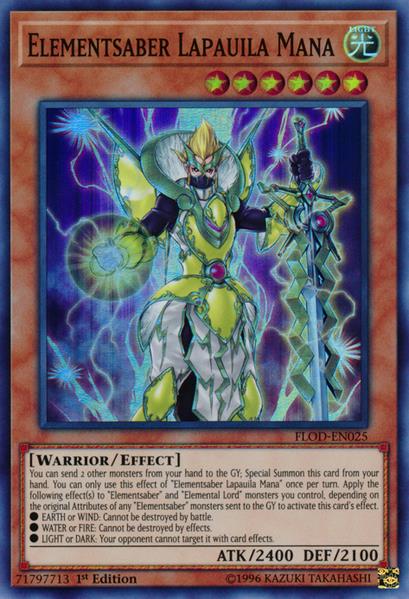 ELEMENTSABER LAPAUILA MANA
LIGHT
光
FLOD-EN025
[WARRIOR/EFFECT]
You can send 2 other monsters from your hand to the GY; Special Summon this card from
your hand. You can only use this effect of "Elementsaber Lapauila Mana" once per turn. Apply the
following effect(s) to "Elementsaber" and "Elemental Lord" monsters you control, depending on
the original Attributes of any "Elementsaber" monsters sent to the GY to activate this card's effect.
● EARTH or WIND: Cannot be destroyed by battle.
● WATER or FIRE: Cannot be destroyed by effects.
● LIGHT or DARK: Your opponent cannot target it with card effects.
ATK/2400 DEF/2100
71797713 1st Edition ©1996 KAZUKI TAKAHASHI